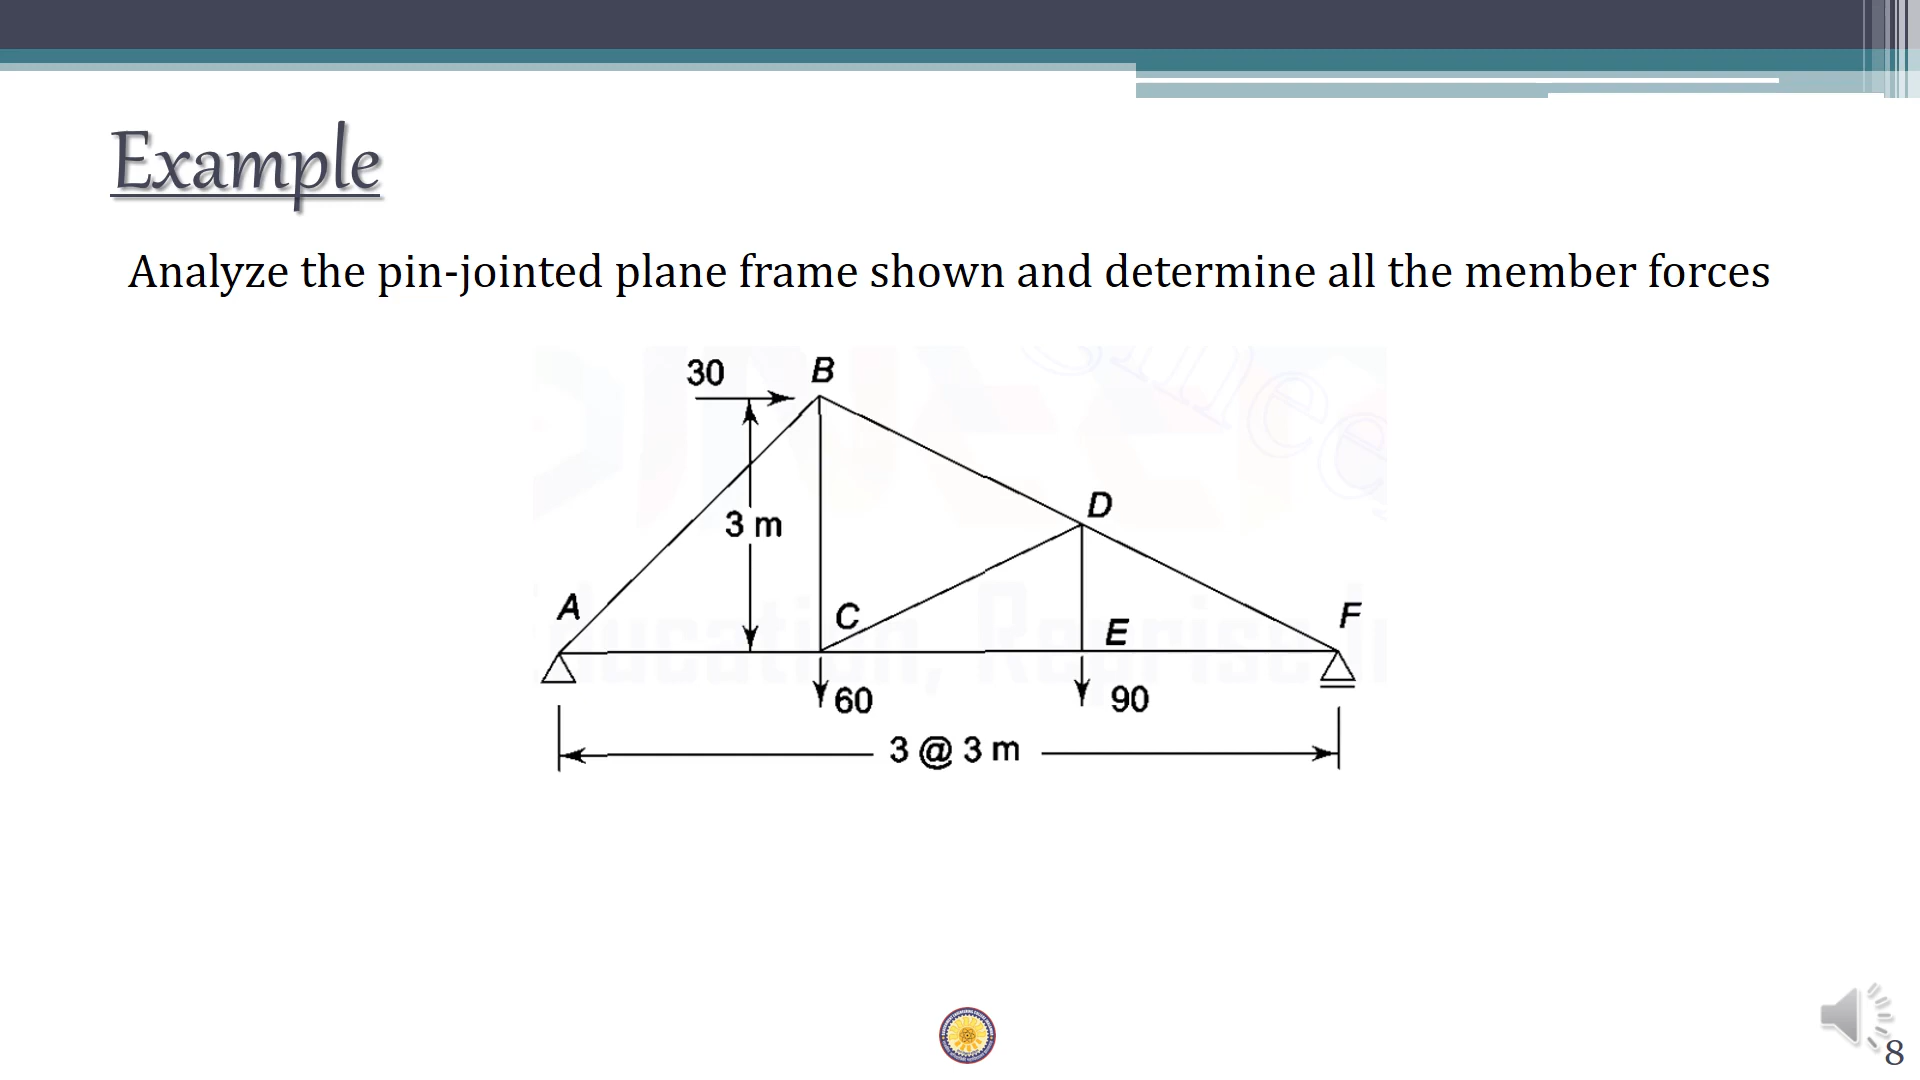 Example
Analyze the pin-jointed plane frame shown and determine all the member forces
30
B
3 m
D
A
C
E
F
60
90
3 @ 3 m
8